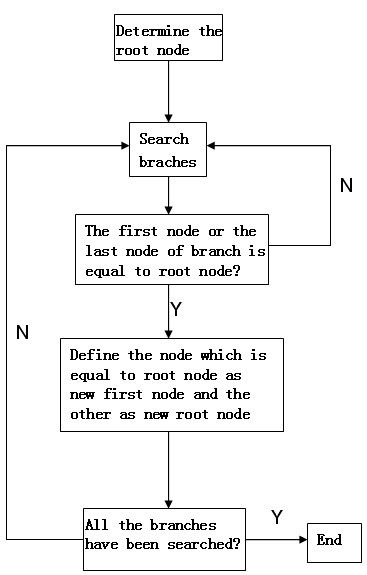 Determine the
root node
Search
braches
N
The first node or the
last node of branch is
equal to root node?
Y
N
Define the node which is
equal to root node as
new first node and the
other as new root node
All the branches
have been searched?
Y
End